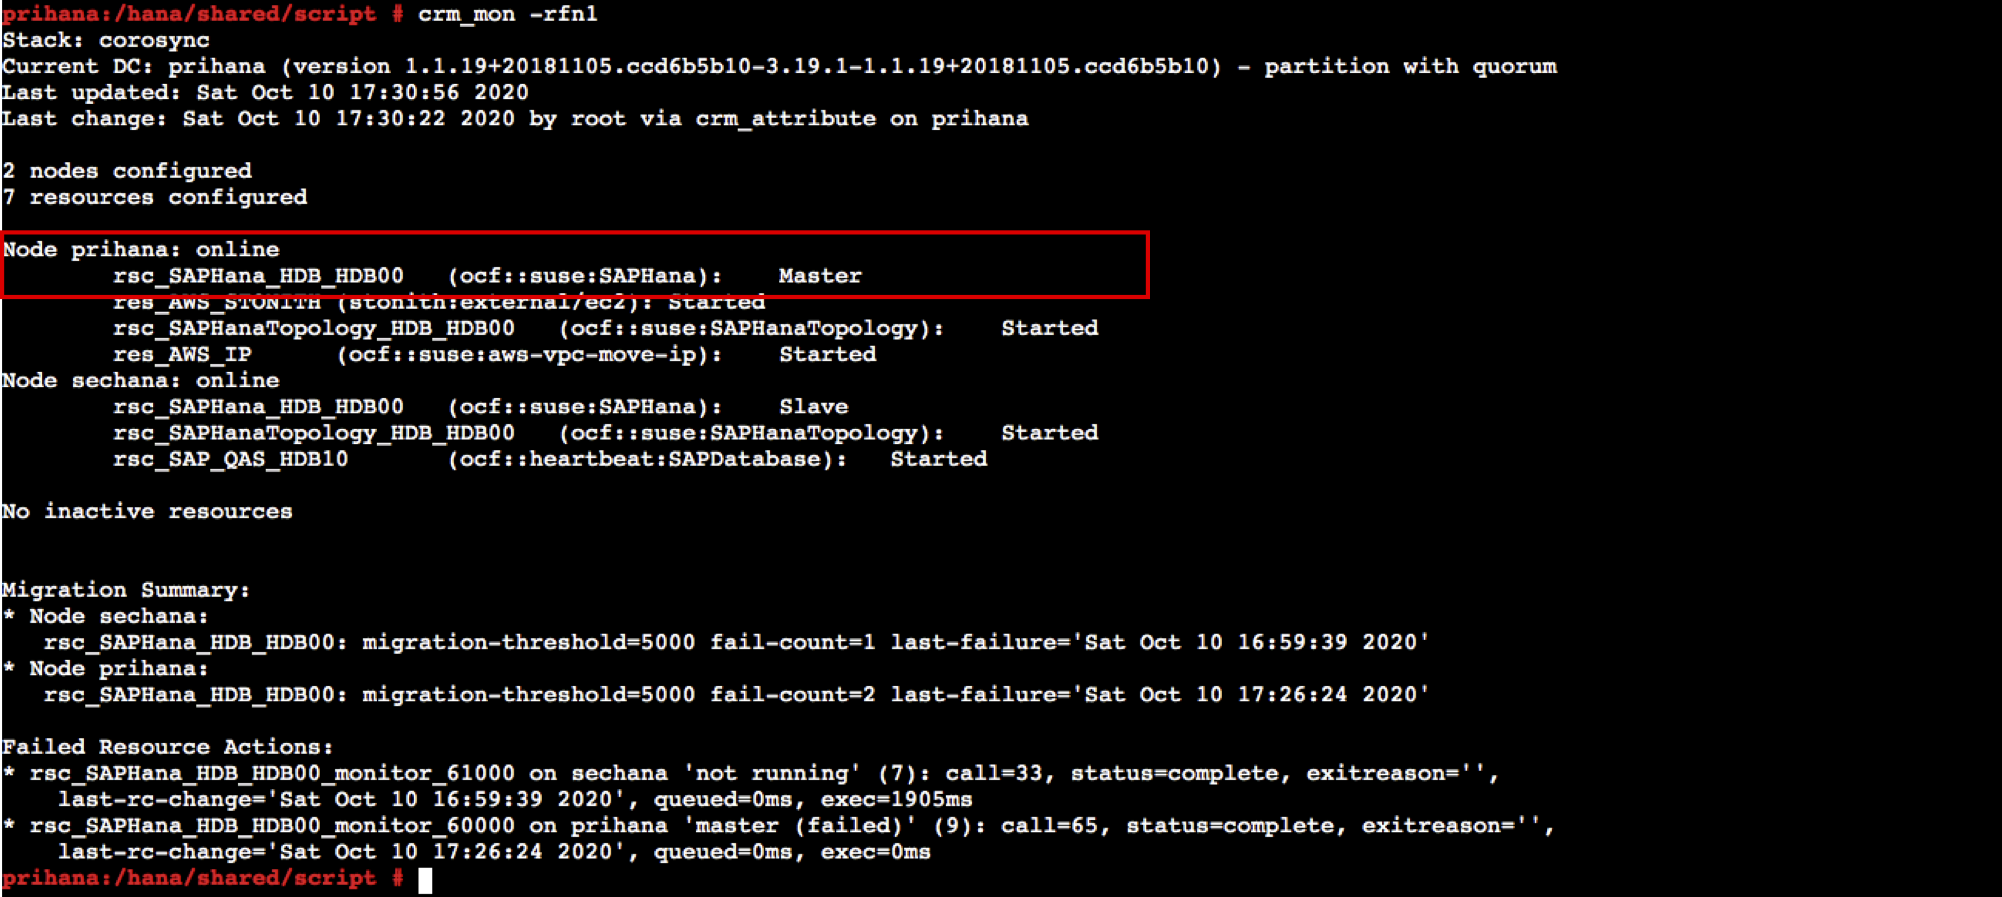 prihana:/hana/shared/script # crm_mon -rfn1
Stack: corosync
Current DC: prihana (version 1.1.19+20181105.ccd6b5b10-3.19.1-1.1.19+20181105.ccd6b5b10) - partition with quorum
Last updated: Sat Oct 10 17:30:56 2020
Last change: Sat Oct 10 17:30:22 2020 by root via crm_attribute on prihana
2 nodes configured
7 resources configured
Node prihana: online
rsc_SAPHana_HDB_HDB00 (ocf::suse:SAPHana): Master
res_AWS_STONITH (stonith:external/ec2): Started
rsc_SAPHanaTopology_HDB_HDB00 (ocf::suse:SAPHanaTopology): Started
res_AWS_IP (ocf::suse:aws-vpc-move-ip): Started
Node sechana: online
rsc_SAPHana_HDB_HDB00 (ocf::suse:SAPHana): Slave
rsc_SAPHanaTopology_HDB_HDB00 (ocf::suse:SAPHanaTopology): Started
rsc_SAP_QAS_HDB10 (ocf::heartbeat:SAPDatabase): Started
No inactive resources
Migration Summary:
* Node sechana:
rsc_SAPHana_HDB_HDB00: migration-threshold=5000 fail-count=1 last-failure='Sat Oct 10 16:59:39 2020'
* Node prihana:
rsc_SAPHana_HDB_HDB00: migration-threshold=5000 fail-count=2 last-failure='Sat Oct 10 17:26:24 2020'
Failed Resource Actions:
* rsc_SAPHana_HDB_HDB00_monitor_61000 on sechana 'not running' (7): call=33, status=complete, exitreason='',
last-rc-change='Sat Oct 10 16:59:39 2020', queued=0ms, exec=1905ms
* rsc_SAPHana_HDB_HDB00_monitor_60000 on prihana 'master (failed)' (9): call=65, status=complete, exitreason='',
last-rc-change='Sat Oct 10 17:26:24 2020', queued=0ms, exec=0ms
prihana:/hana/shared/script #